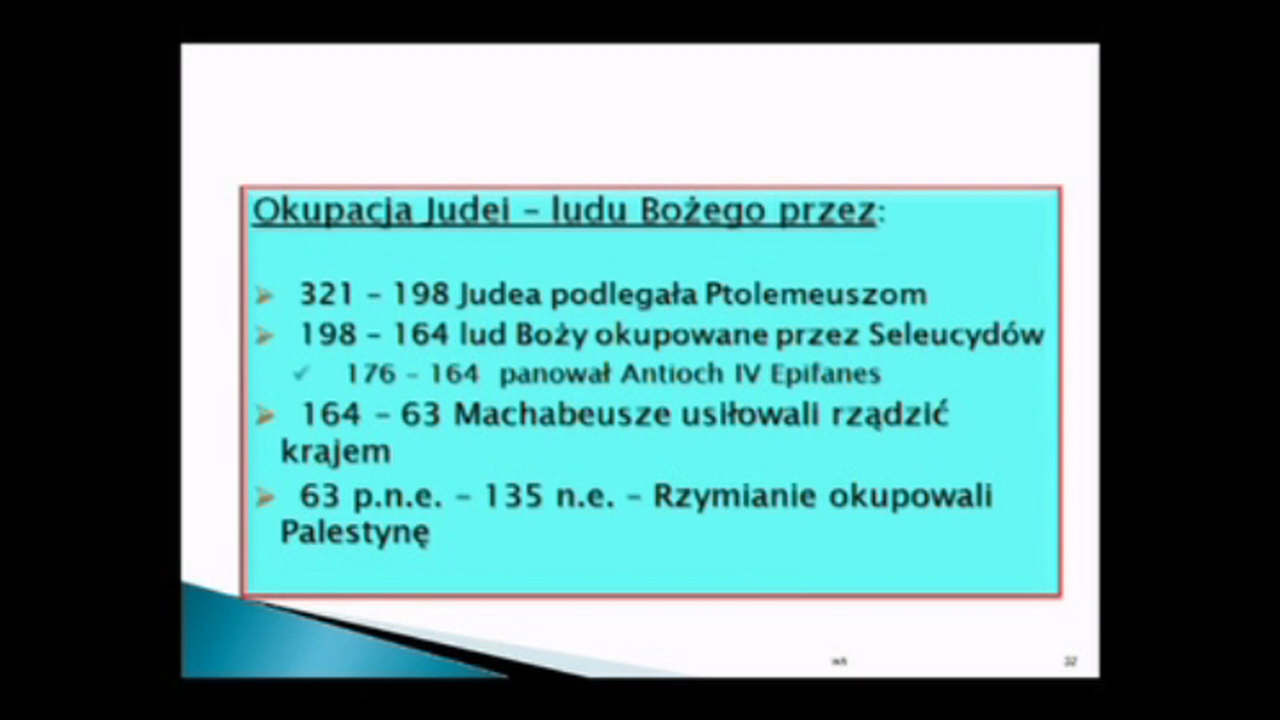 Okupacja Judei – ludu Bożego przez:
321 – 198 Judea podlegała Ptolemeuszom
198 – 164 lud Boży okupowane przez Seleucydów
176 – 164 panował Antioch IV Epifanes
164 – 63 Machabeusze usiłowali rządzić
krajem
63 p.n.e. – 135 n.e. – Rzymianie okupowali
Palestynę
32